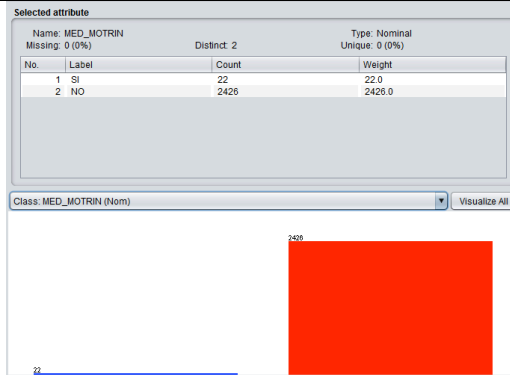 Selected attribute
Name: MED_MOTRIN Type: Nominal
Missing: 0 (0%) Distinct: 2 Unique: 0 (0%)
No. Label Count Weight
1 SI 22 22.0
2 NO 2426 2426.0
Class: MED_MOTRIN (Nom) Visualize All
2426
22